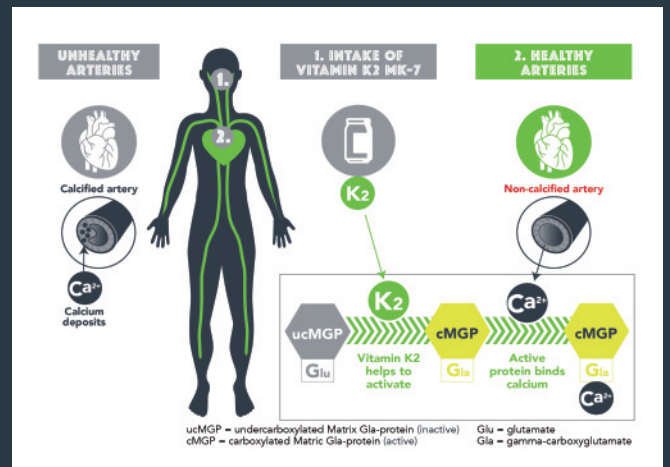 UNHEALTHY
ARTERIES
1. INTAKE OF
VITAMIN K2 MK-7
2. HEALTHY
ARTERIES
1.
2.
Calcified artery
K2
Non-calcified artery
Ca2+
Calcium
deposits
K2
Ca2+
ucMGP
cMGP
cMGP
Glu
Vitamin K2
helps to
activate
Gla
Active
protein binds
calcium
Gla
Ca2+
ucMGP = undercarboxylated Matrix Gla-protein (inactive)
cMGP = carboxylated Matric Gla-protein (active)
Glu = glutamate
Gla = gamma-carboxyglutamate